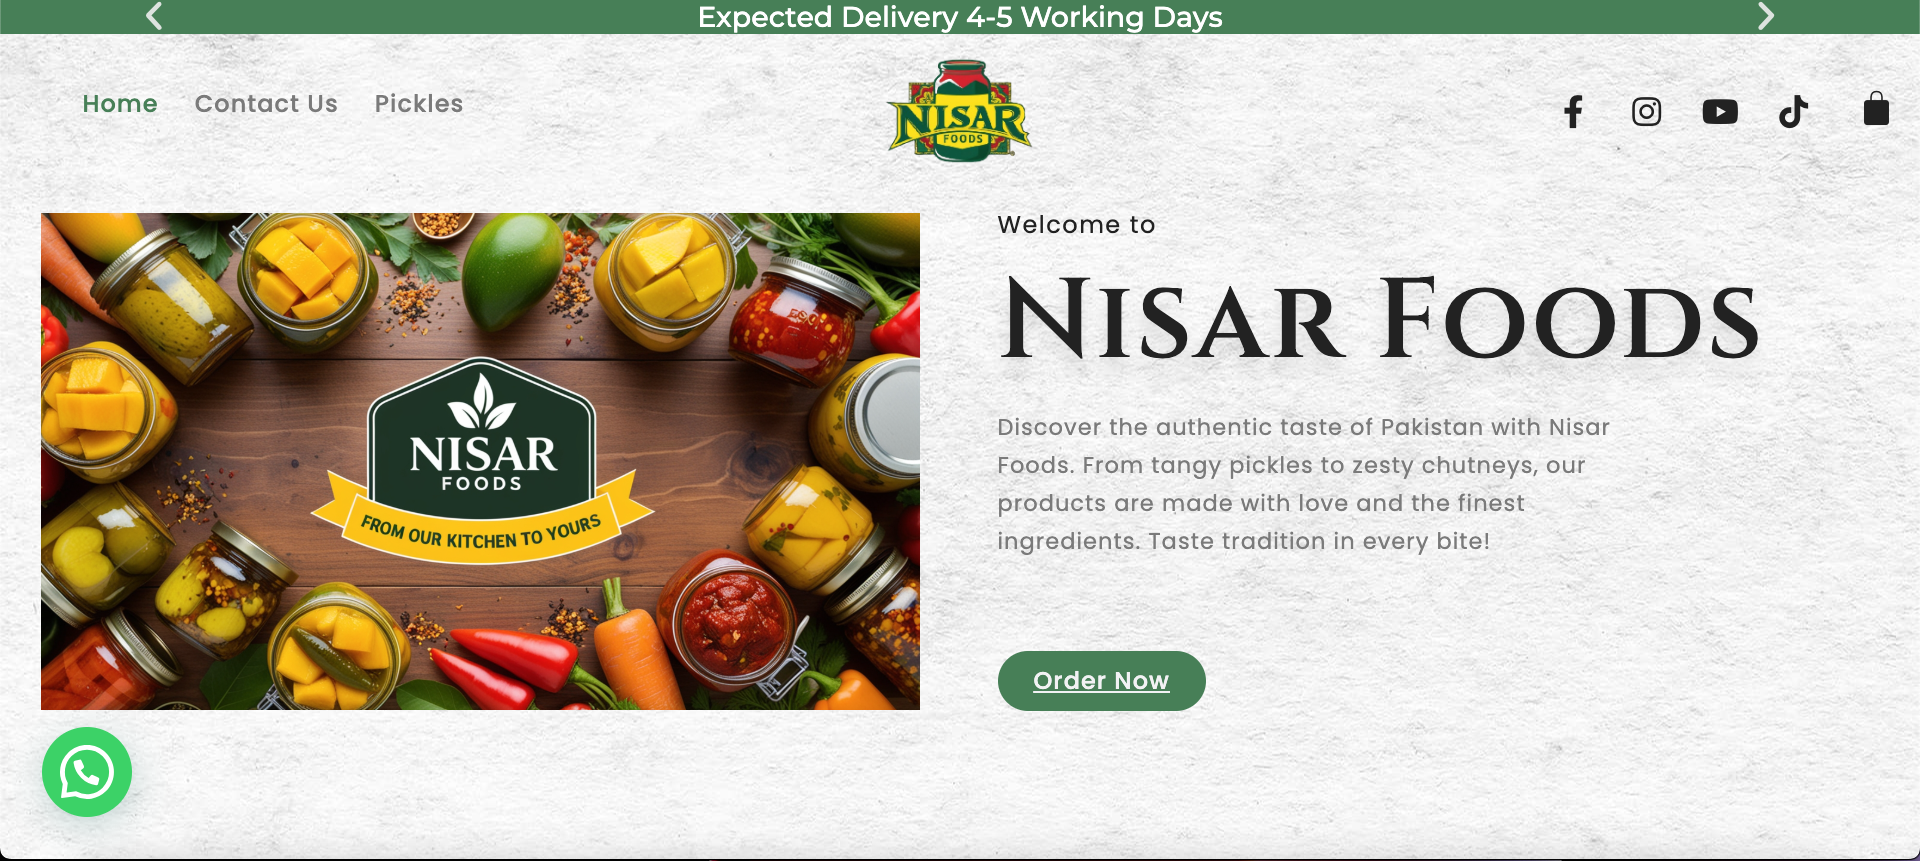 Expected Delivery 4-5 Working Days
Home
Contact Us
Pickles
NISAR
FOODS
NISAR
FOODS
FROM OUR KITCHEN TO YOURS
Welcome to
Nisar Foods
Discover the authentic taste of Pakistan with Nisar
Foods. From tangy pickles to zesty chutneys, our
products are made with love and the finest
ingredients. Taste tradition in every bite!
Order Now